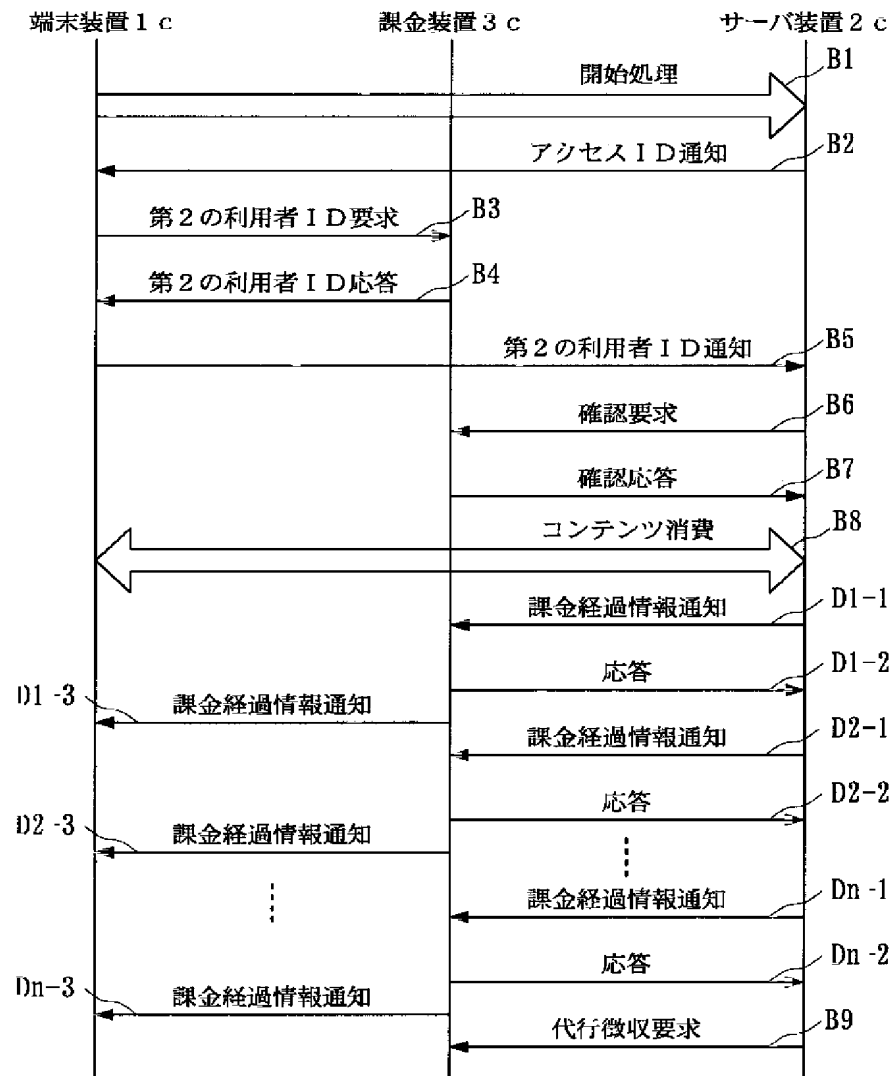 端末装置1c 課金装置3c サーバ装置2c
開始処理 B1
アクセスID通知 B2
第2の利用者ID要求 B3
第2の利用者ID応答 B4
第2の利用者ID通知 B5
確認要求 B6
確認応答 B7
コンテンツ消費 B8
課金経過情報通知 D1-1
応答 D1-2
D1-3 課金経過情報通知
課金経過情報通知 D2-1
応答 D2-2
D2-3 課金経過情報通知
課金経過情報通知 Dn-1
応答 Dn-2
Dn-3 課金経過情報通知
代行徴収要求 B9